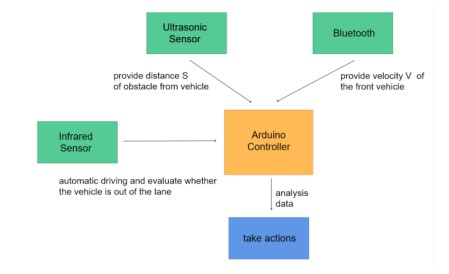 Ultrasonic
Sensor
Bluetooth
provide distance S
of obstacle from vehicle
provide velocity V of
the front vehicle
Infrared
Sensor
Arduino
Controller
automatic driving and evaluate whether
the vehicle is out of the lane
analysis
data
take actions